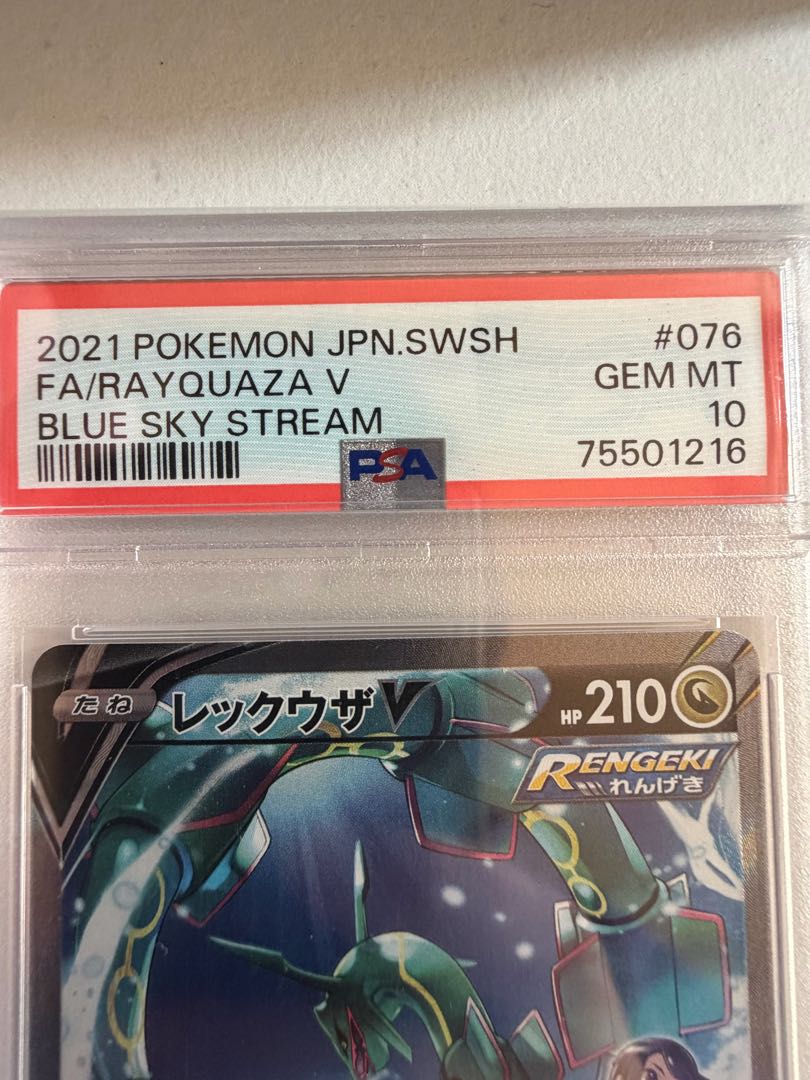 2021 POKEMON JPN.SWSH #076
FA/RAYQUAZA V GEM MT
BLUE SKY STREAM 10
PSA 75501216
たね レックウザV HP 210
RENGEKI
れんげき